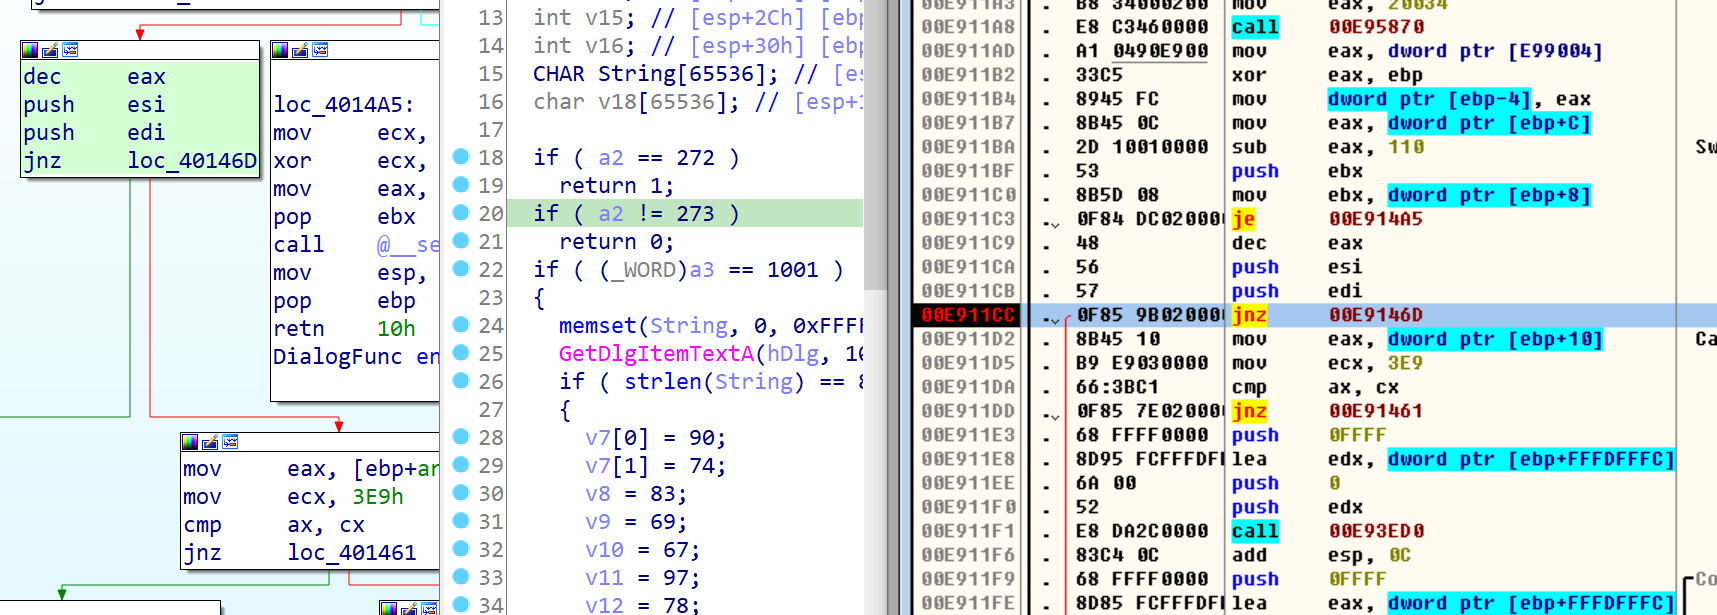 dec eax
push esi
push edi
jnz loc_40146D
loc_4014A5:
mov ecx,
xor ecx,
mov eax,
pop ebx
call @__se
mov esp,
pop ebp
retn 10h
DialogFunc en
mov eax, [ebp+ar
mov ecx, 3E9h
cmp ax, cx
jnz loc_401461
13 int v15; // [esp+2Ch] [ebp
14 int v16; // [esp+30h] [ebp
15 CHAR String[65536]; // [es
16 char v18[65536]; // [esp+1
17
18 if ( a2 == 272 )
19 return 1;
20 if ( a2 != 273 )
21 return 0;
22 if ( (_WORD)a3 == 1001 )
23 {
24 memset(String, 0, 0xFFFF
25 GetDlgItemTextA(hDlg, 10
26 if ( strlen(String) == 8
27 {
28 v7[0] = 90;
29 v7[1] = 74;
30 v8 = 83;
31 v9 = 69;
32 v10 = 67;
33 v11 = 97;
34 v12 = 78;
00E911A3 . B8 34000200 mov eax, 20034
00E911A8 . E8 C3460000 call 00E95870
00E911AD . A1 0490E900 mov eax, dword ptr [E99004]
00E911B2 . 33C5 xor eax, ebp
00E911B4 . 8945 FC mov dword ptr [ebp-4], eax
00E911B7 . 8B45 0C mov eax, dword ptr [ebp+C]
00E911BA . 2D 10010000 sub eax, 110 Sw
00E911BF . 53 push ebx
00E911C0 . 8B5D 08 mov ebx, dword ptr [ebp+8]
00E911C3 . 0F84 DC020000 je 00E914A5
00E911C9 . 48 dec eax
00E911CA . 56 push esi
00E911CB . 57 push edi
00E911CC . 0F85 9B020000 jnz 00E9146D
00E911D2 . 8B45 10 mov eax, dword ptr [ebp+10] Ca
00E911D5 . B9 E9030000 mov ecx, 3E9
00E911DA . 66:3BC1 cmp ax, cx
00E911DD . 0F85 7E020000 jnz 00E91461
00E911E3 . 68 FFFF0000 push 0FFFF
00E911E8 . 8D95 FCFFFDFF lea edx, dword ptr [ebp+FFFDFFFC]
00E911EE . 6A 00 push 0
00E911F0 . 52 push edx
00E911F1 . E8 DA2C0000 call 00E93ED0
00E911F6 . 83C4 0C add esp, 0C
00E911F9 . 68 FFFF0000 push 0FFFF Co
00E911FE . 8D85 FCFFFDFF lea eax, dword ptr [ebp+FFFDFFFC]